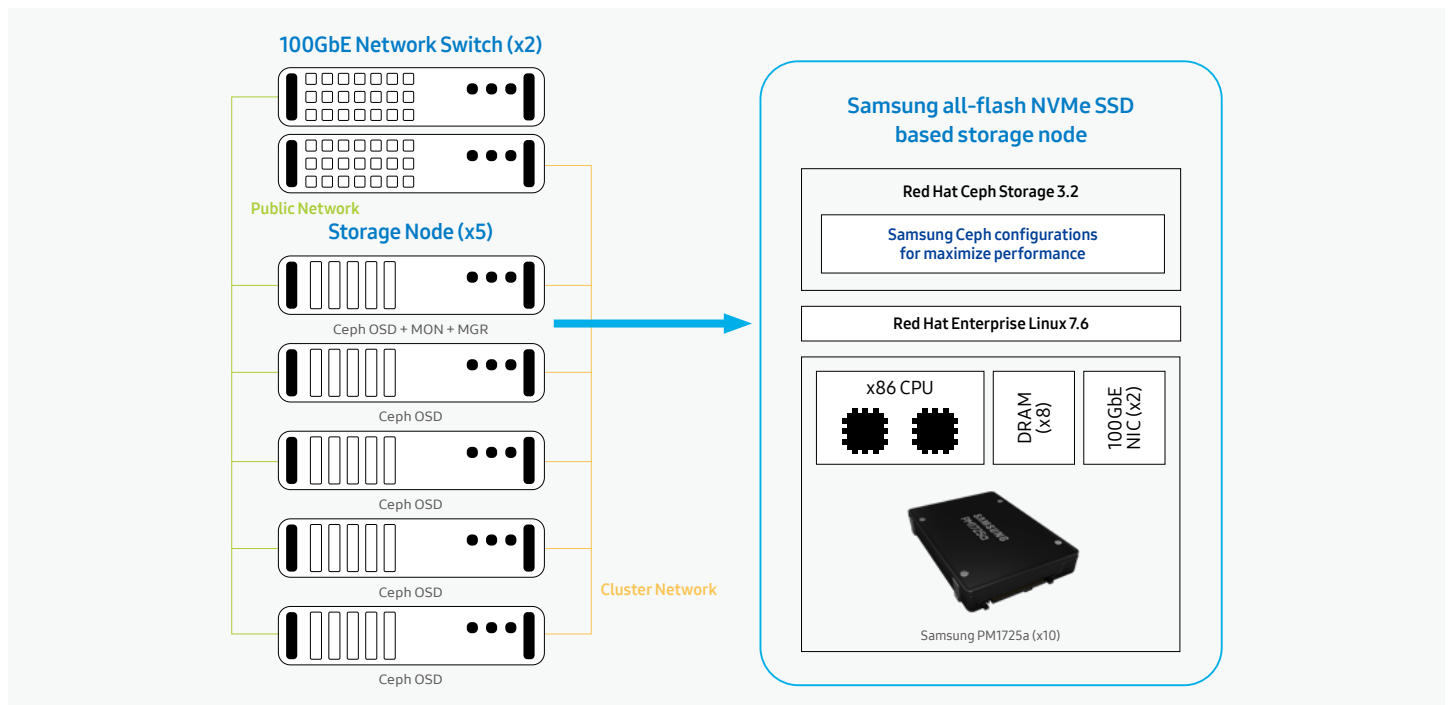 100GbE Network Switch (x2)
Public Network
Storage Node (x5)
Ceph OSD + MON + MGR
Ceph OSD
Ceph OSD
Ceph OSD
Ceph OSD
Cluster Network
Samsung all-flash NVMe SSD
based storage node
Red Hat Ceph Storage 3.2
Samsung Ceph configurations
for maximize performance
Red Hat Enterprise Linux 7.6
x86 CPU
DRAM
(x8)
100GbE
NIC (x2)
SAMSUNG
PM1725a
Samsung PM1725a (x10)